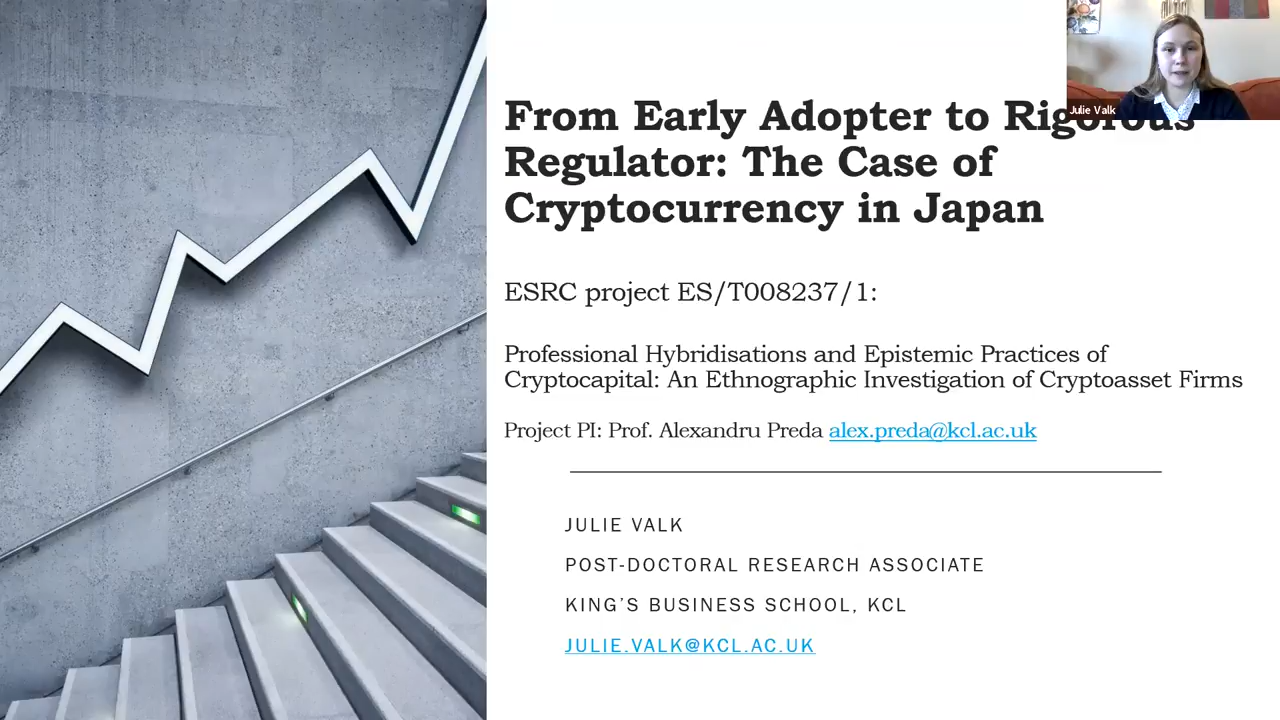 Julie Valk
From Early Adopter to Rigorous
Regulator: The Case of
Cryptocurrency in Japan
ESRC project ES/T008237/1:
Professional Hybridisations and Epistemic Practices of
Cryptocapital: An Ethnographic Investigation of Cryptoasset Firms
Project PI: Prof. Alexandru Preda alex.preda@kcl.ac.uk
JULIE VALK
POST-DOCTORAL RESEARCH ASSOCIATE
KING'S BUSINESS SCHOOL, KCL
JULIE.VALK@KCL.AC.UK